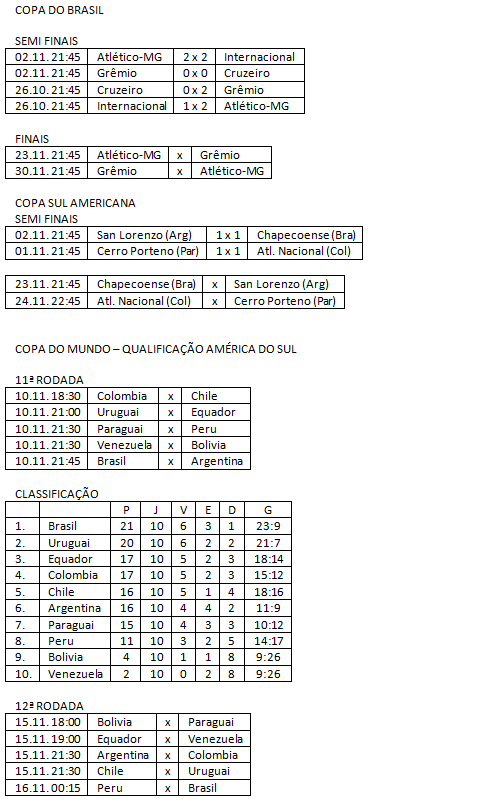 COPA DO BRASIL
SEMI FINAIS
02.11. 21:45 Atlético-MG 2 x 2 Internacional
02.11. 21:45 Grêmio 0 x 0 Cruzeiro
26.10. 21:45 Cruzeiro 0 x 2 Grêmio
26.10. 21:45 Internacional 1 x 2 Atlético-MG
FINAIS
23.11. 21:45 Atlético-MG x Grêmio
30.11. 21:45 Grêmio x Atlético-MG
COPA SUL AMERICANA
SEMI FINAIS
02.11. 21:45 San Lorenzo (Arg) 1 x 1 Chapecoense (Bra)
01.11. 21:45 Cerro Porteno (Par) 1 x 1 Atl. Nacional (Col)
23.11. 21:45 Chapecoense (Bra) x San Lorenzo (Arg)
24.11. 22:45 Atl. Nacional (Col) x Cerro Porteno (Par)
COPA DO MUNDO – QUALIFICAÇÃO AMÉRICA DO SUL
11ª RODADA
10.11. 18:30 Colombia x Chile
10.11. 21:00 Uruguai x Equador
10.11. 21:30 Paraguai x Peru
10.11. 21:30 Venezuela x Bolivia
10.11. 21:45 Brasil x Argentina
CLASSIFICAÇÃO
P J V E D G
1. Brasil 21 10 6 3 1 23:9
2. Uruguai 20 10 6 2 2 21:7
3. Equador 17 10 5 2 3 18:14
4. Colombia 17 10 5 2 3 15:12
5. Chile 16 10 5 1 4 18:16
6. Argentina 16 10 4 4 2 11:9
7. Paraguai 15 10 4 3 3 10:12
8. Peru 11 10 3 2 5 14:17
9. Bolivia 4 10 1 1 8 9:26
10. Venezuela 2 10 0 2 8 9:26
12ª RODADA
15.11. 18:00 Bolivia x Paraguai
15.11. 19:00 Equador x Venezuela
15.11. 21:30 Argentina x Colombia
15.11. 21:30 Chile x Uruguai
16.11. 00:15 Peru x Brasil